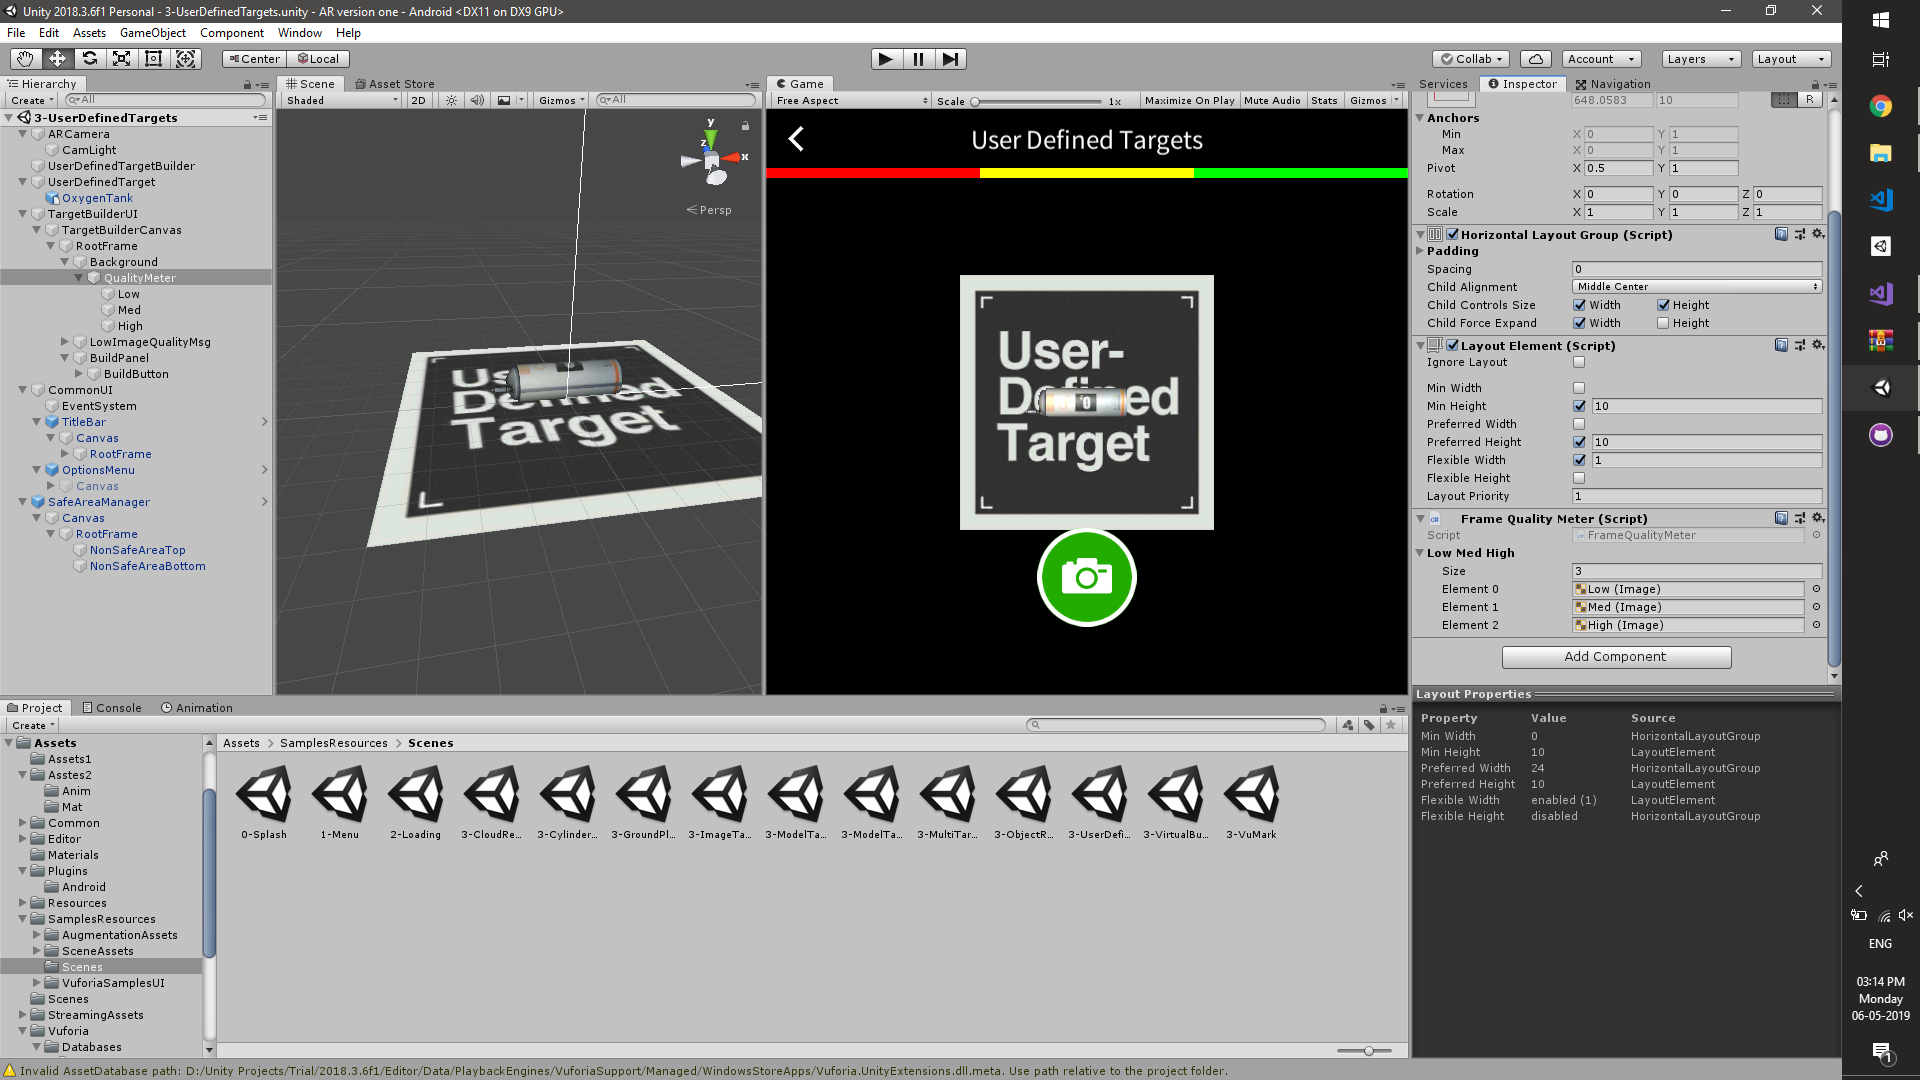 Unity 2018.3.6f1 Personal - 3-UserDefinedTargets.unity - AR version one - Android <DX11 on DX9 GPU>
File Edit Assets GameObject Component Window Help
Center Local
Collab Account Layers Layout
Hierarchy
Create All
3-UserDefinedTargets
ARCamera
CamLight
UserDefinedTargetBuilder
UserDefinedTarget
OxygenTank
TargetBuilderUI
TargetBuilderCanvas
RootFrame
Background
QualityMeter
Low
Med
High
LowImageQualityMsg
BuildPanel
BuildButton
CommonUI
EventSystem
TitleBar
Canvas
RootFrame
OptionsMenu
Canvas
SafeAreaManager
Canvas
RootFrame
NonSafeAreaTop
NonSafeAreaBottom
Scene Asset Store
Shaded 2D Gizmos All
y
z
x
Persp
Target
Game
Free Aspect Scale 1x Maximize On Play Mute Audio Stats Gizmos
User Defined Targets
User-
Defined
Target
Services Inspector Navigation
648.0583 10
R
Anchors
Min X 0 Y 1
Max X 0 Y 1
Pivot X 0.5 Y 1
Rotation X 0 Y 0 Z 0
Scale X 1 Y 1 Z 1
Horizontal Layout Group (Script)
Padding
Spacing 0
Child Alignment Middle Center
Child Controls Size Width Height
Child Force Expand Width Height
Layout Element (Script)
Ignore Layout
Min Width
Min Height 10
Preferred Width
Preferred Height 10
Flexible Width 1
Flexible Height
Layout Priority 1
Frame Quality Meter (Script)
Script FrameQualityMeter
Low Med High
Size 3
Element 0 Low (Image)
Element 1 Med (Image)
Element 2 High (Image)
Add Component
Layout Properties
Property Value Source
Min Width 0 HorizontalLayoutGroup
Min Height 10 LayoutElement
Preferred Width 24 HorizontalLayoutGroup
Preferred Height 10 LayoutElement
Flexible Width enabled (1) LayoutElement
Flexible Height disabled HorizontalLayoutGroup
Project Console Animation
Create
Assets
Assets1
Asstes2
Anim
Mat
Common
Editor
Materials
Plugins
Android
Resources
SamplesResources
AugmentationAssets
SceneAssets
Scenes
VuforiaSamplesUI
Scenes
StreamingAssets
Vuforia
Databases
Assets > SamplesResources > Scenes
0-Splash 1-Menu 2-Loading 3-CloudRe... 3-Cylinder... 3-GroundPl... 3-ImageTa... 3-ModelTa... 3-ModelTa... 3-MultiTar... 3-ObjectR... 3-UserDefi... 3-VirtualBu... 3-VuMark
Invalid AssetDatabase path: D:/Unity Projects/Trial/2018.3.6f1/Editor/Data/PlaybackEngines/VuforiaSupport/Managed/WindowsStoreApps/Vuforia.UnityExtensions.dll.meta. Use path relative to the project folder.
ENG
03:14 PM
Monday
06-05-2019
1